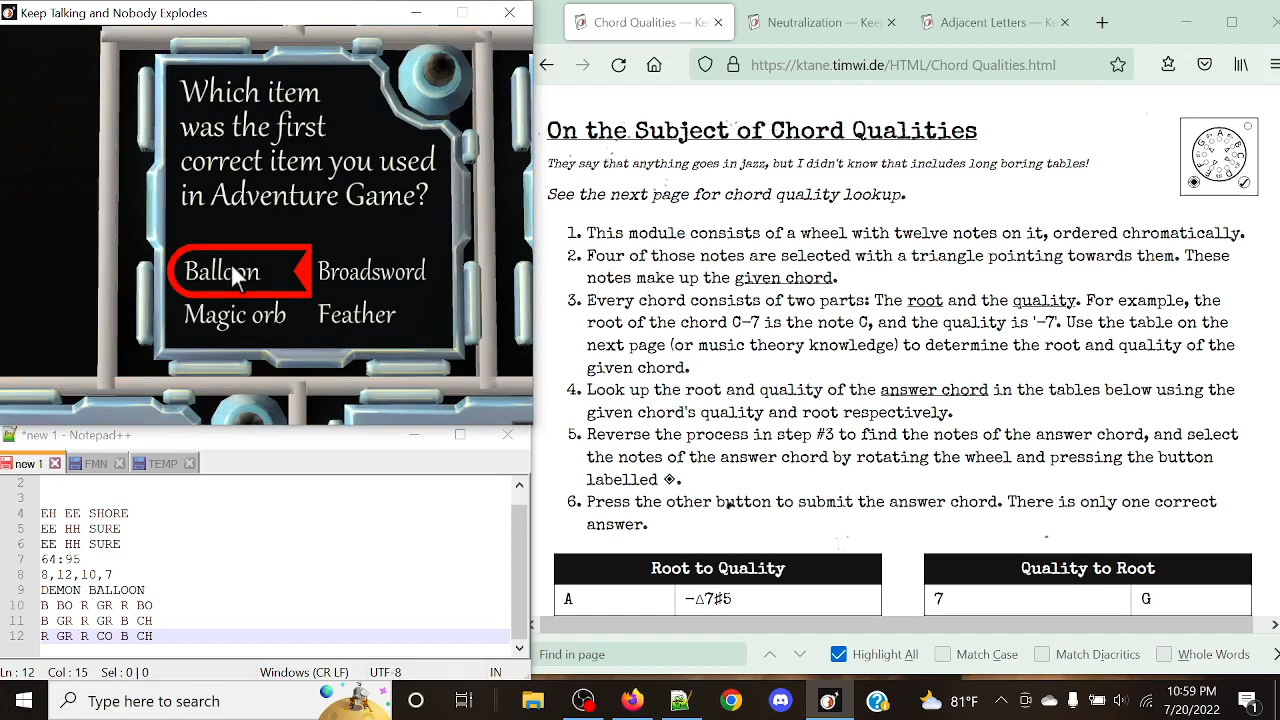 Keep Talking and Nobody Explodes
Which item
was the first
correct item you used
in Adventure Game?
Balloon
Broadsword
Magic orb
Feather
*new 1 - Notepad++
new 1
FMN
TEMP
2
3
4 EH EE SHORE
5 EE HH SURE
6 EE HH SURE
7 64:95
8 8,12,10,7
9 DEMON BALLOON
10 B BO R GR R BO
11 B GR R GR B CH
12 R GR R CO B CH
Ln: 12 Col: 15 Sel: 0 | 0
Windows (CR LF)
UTF-8
IN
Chord Qualities — Kee
Neutralization — Kee
Adjacent Letters — Ke
https://ktane.timwi.de/HTML/Chord Qualities.html
On the Subject of Chord Qualities
They say that anything goes in jazz, but I didn't know that includes long boring tables!
See the next page for chord quality lookup.
1. This module consists of a wheel with twelve notes on it, ordered chromatically.
2. Four of those notes are selected with a triangle pointing towards them. These
notes make up the given chord.
3. Every chord consists of two parts: The root and the quality. For example, the
root of the chord C-7 is the note C, and the quality is '-7'. Use the table on the
next page (or music theory knowledge) to determine the root and quality of the
given chord.
4. Look up the root and quality of the answer chord in the tables below using the
given chord's quality and root respectively.
5. Reverse the process in step #3 to find the notes of the answer chord, and select
the notes of the answer chord by rotating the wheel and pressing the button
labelled ◈.
6. Press the other button to submit the answer chord. There is only one correct
answer.
Root to Quality
A
-△7♯5
Quality to Root
7
G
Find in page
Highlight All
Match Case
Match Diacritics
Whole Words
Type here to search
81°F
10:59 PM
7/20/2022